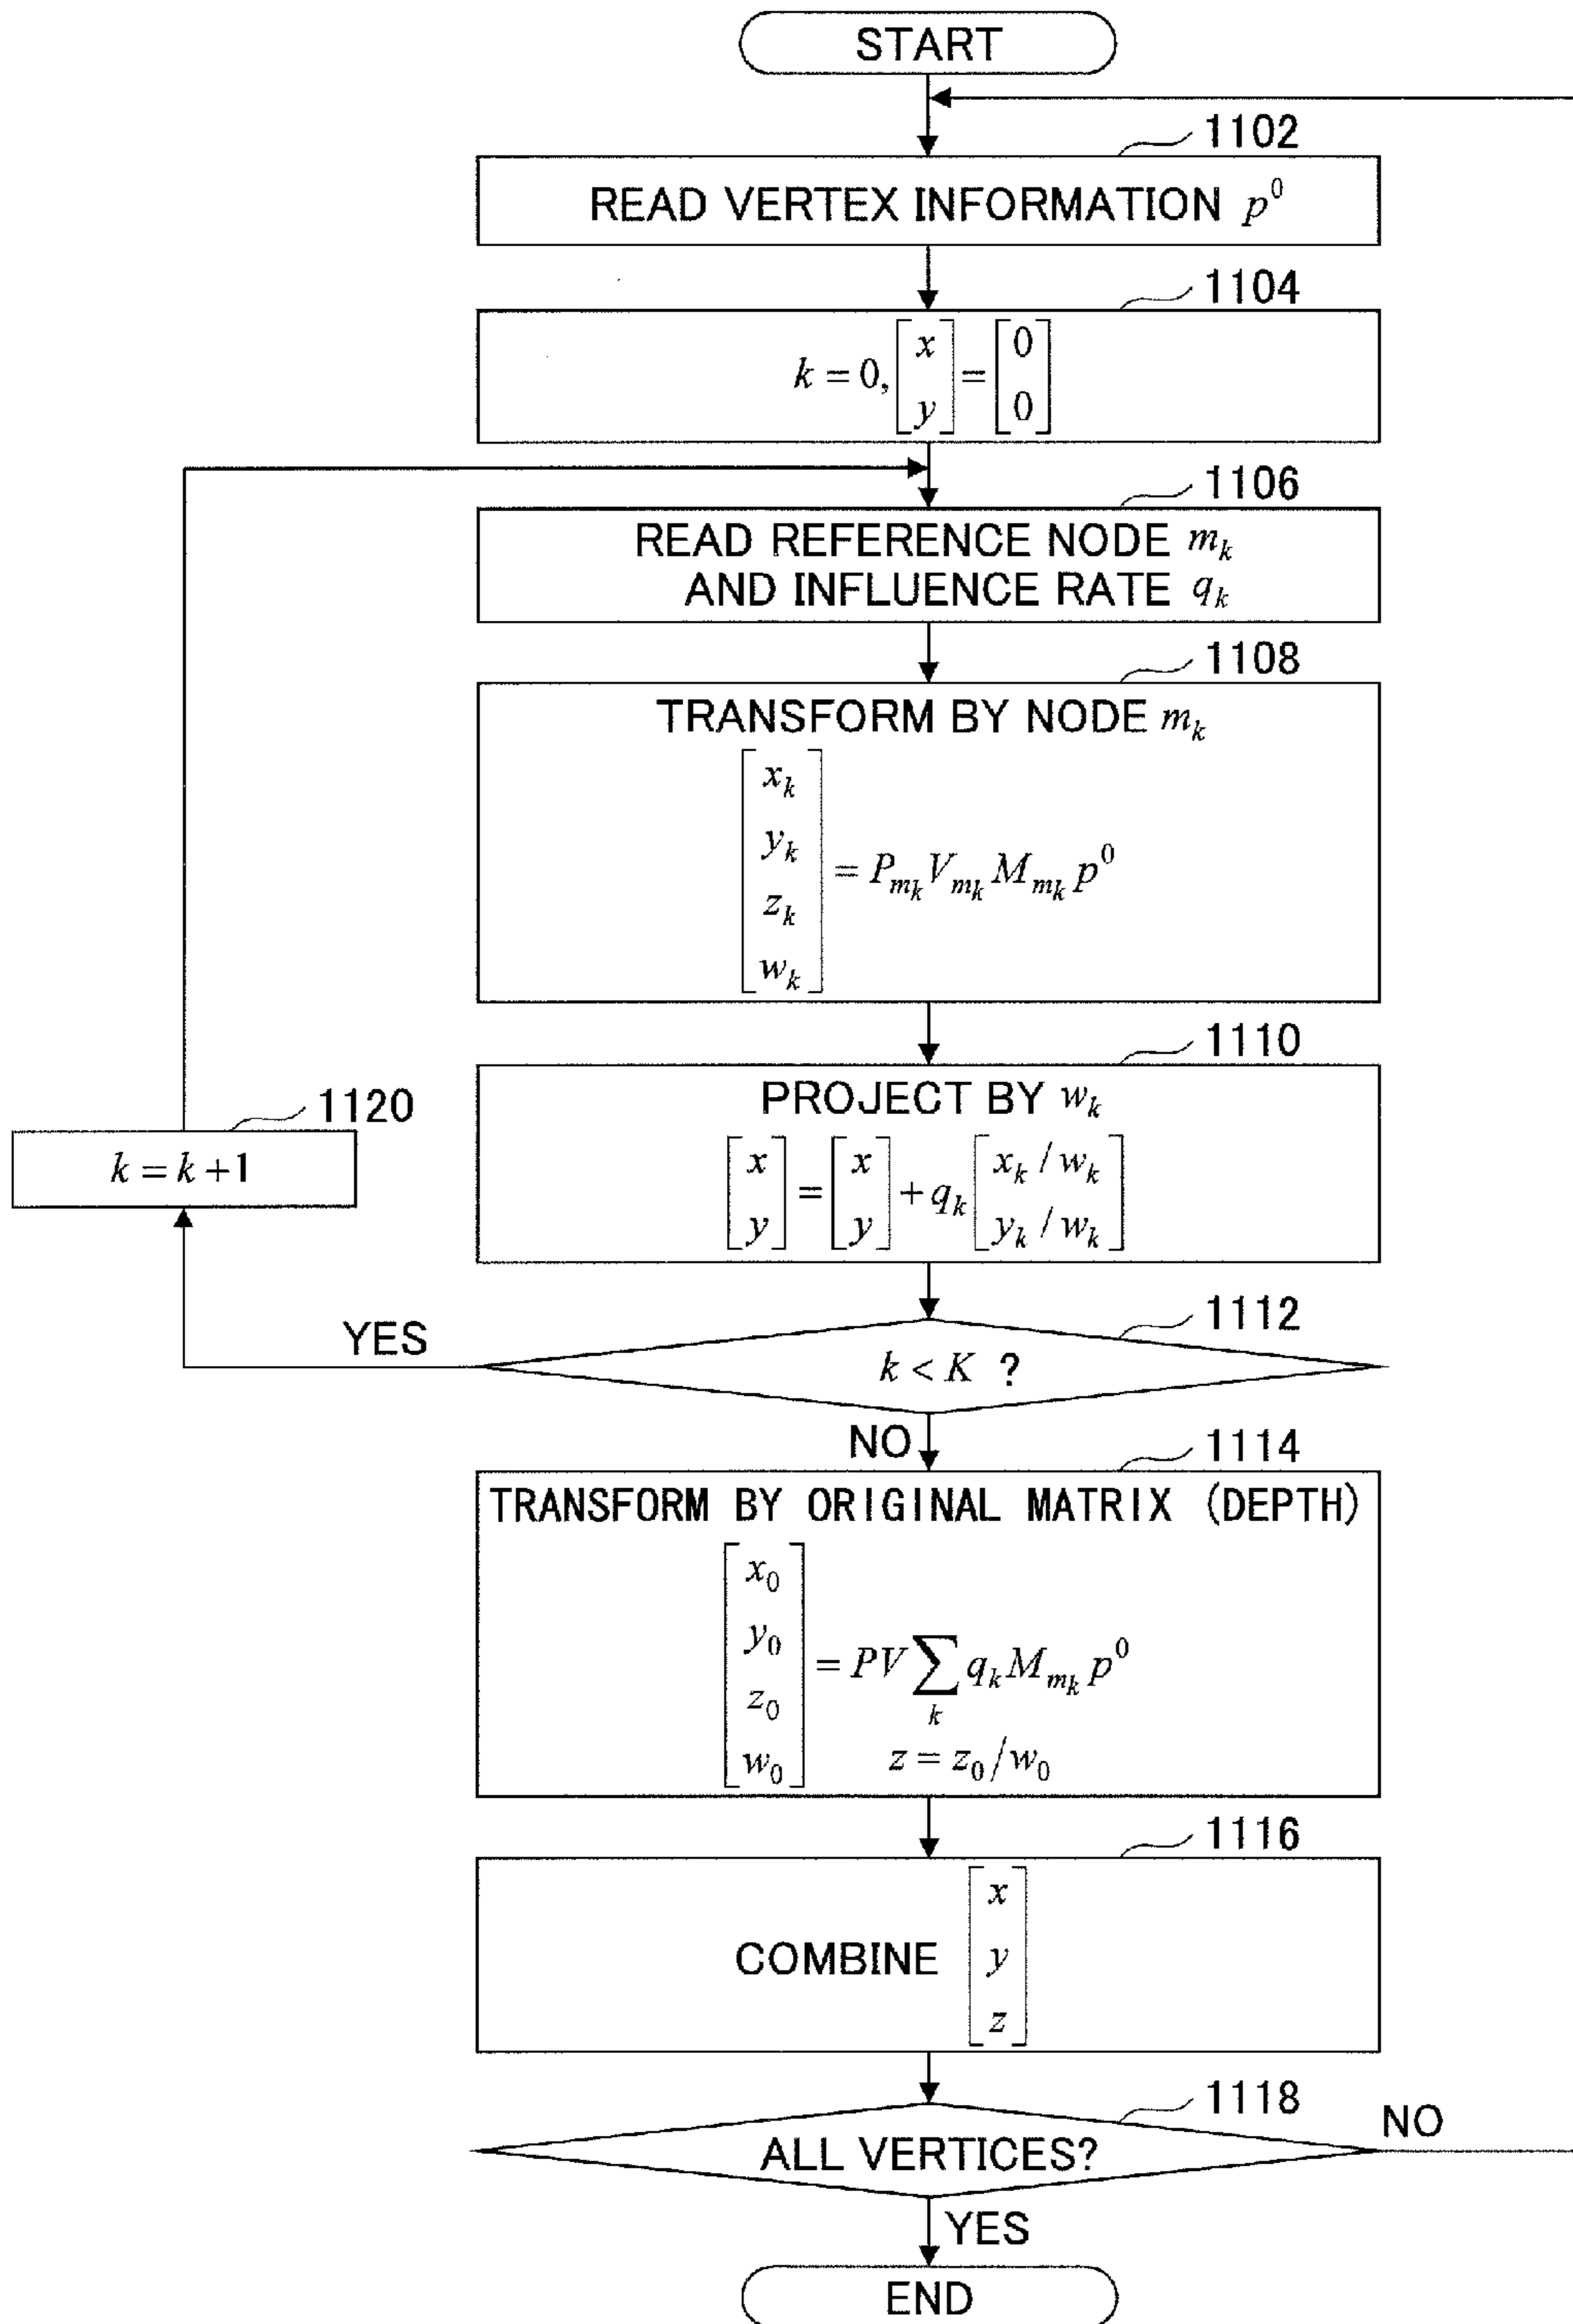 START
1102
READ VERTEX INFORMATION p^0
1104
k = 0, [x y] = [0 0]
1106
READ REFERENCE NODE m_k
AND INFLUENCE RATE q_k
1108
TRANSFORM BY NODE m_k
[x_k y_k z_k w_k] = P_{m_k} V_{m_k} M_{m_k} p^0
1110
PROJECT BY w_k
[x y] = [x y] + q_k [x_k / w_k y_k / w_k]
1120
k = k + 1
1112
YES
k < K ?
NO
1114
TRANSFORM BY ORIGINAL MATRIX (DEPTH)
[x_0 y_0 z_0 w_0] = PV ∑_k q_k M_{m_k} p^0
z = z_0 / w_0
1116
COMBINE [x y z]
1118
ALL VERTICES?
NO
YES
END